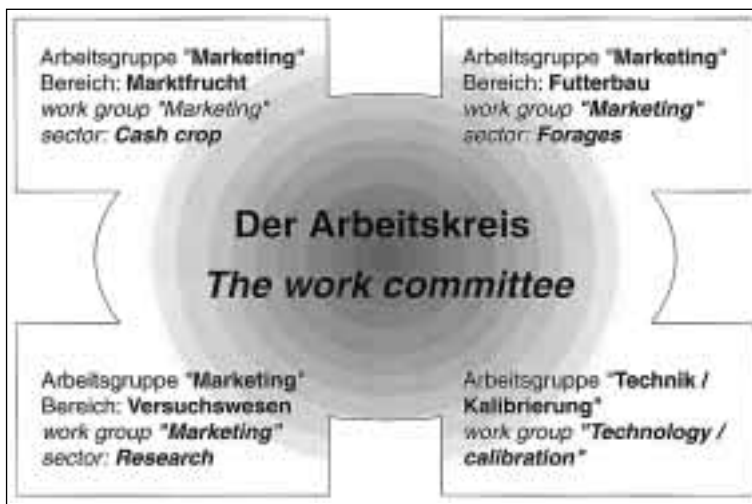 Arbeitsgruppe "Marketing"
Bereich: Marktfrucht
work group "Marketing"
sector: Cash crop
Arbeitsgruppe "Marketing"
Bereich: Futterbau
work group "Marketing"
sector: Forages
Der Arbeitskreis
The work committee
Arbeitsgruppe "Marketing"
Bereich: Versuchswesen
work group "Marketing"
sector: Research
Arbeitsgruppe "Technik /
Kalibrierung"
work group "Technology /
calibration"